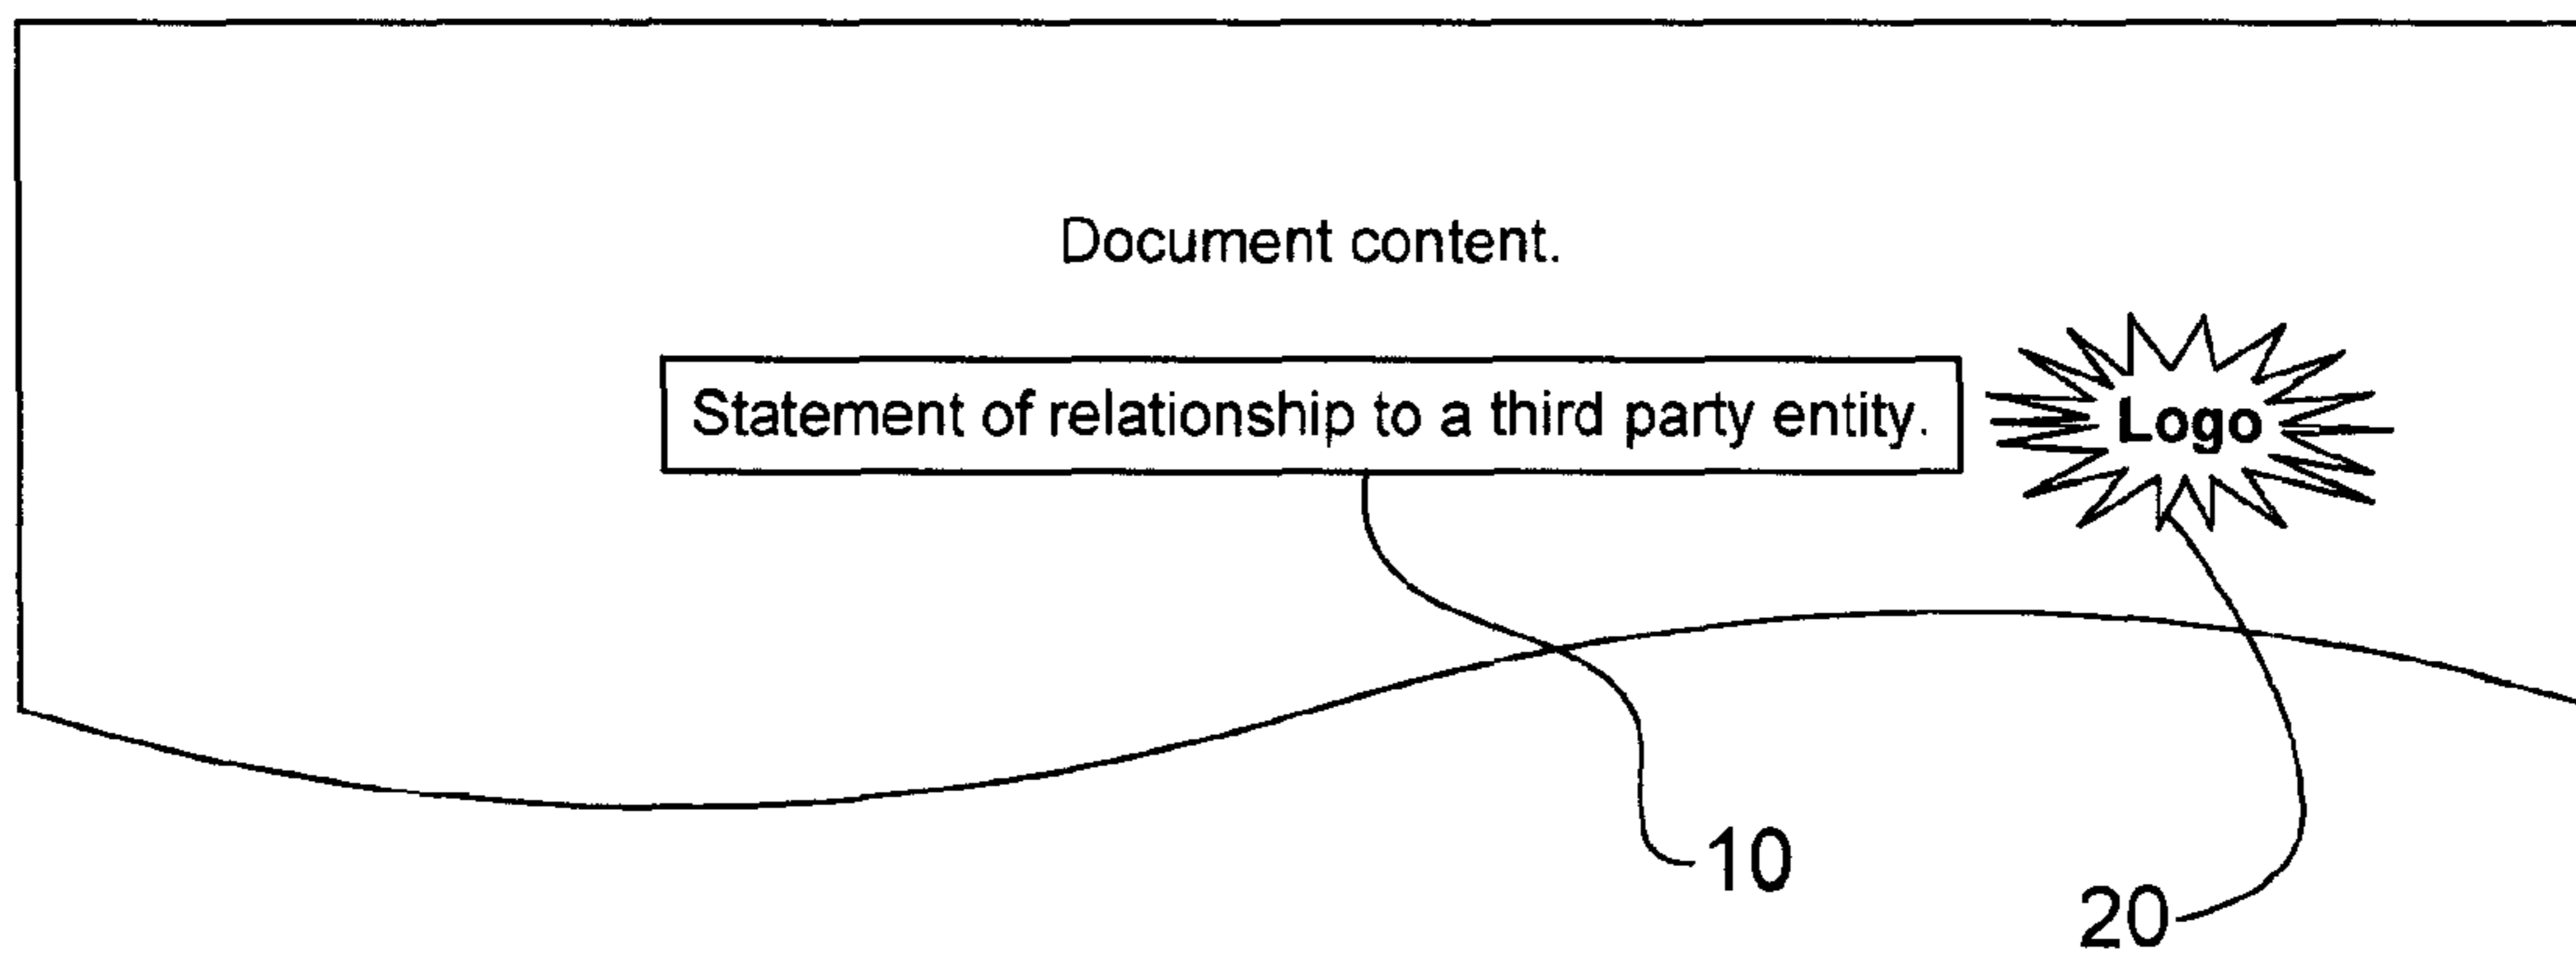 Document content.
Statement of relationship to a third party entity.
Logo
10
20